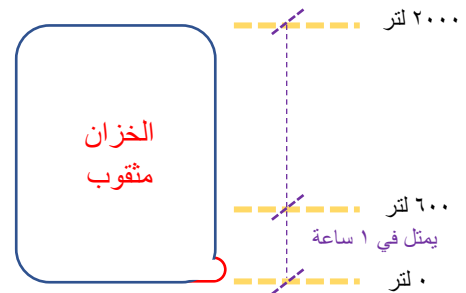 ٢٠٠٠ لتر
الخزان
مثقوب
٦٠٠ لتر
يمتل في ١ ساعة
٠ لتر